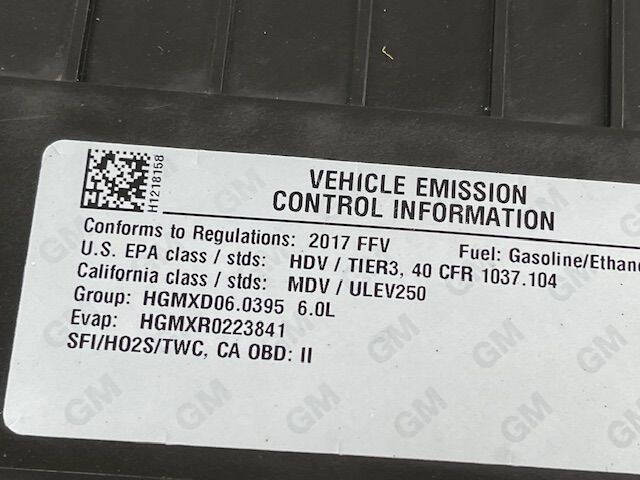 H1218158
VEHICLE EMISSION
CONTROL INFORMATION
Conforms to Regulations: 2017 FFV Fuel: Gasoline/Ethano
U.S. EPA class / stds: HDV / TIER3, 40 CFR 1037.104
California class / stds: MDV / ULEV250
Group: HGMXD06.0395 6.0L
Evap: HGMXR0223841
SFI/HO2S/TWC, CA OBD: II
GM